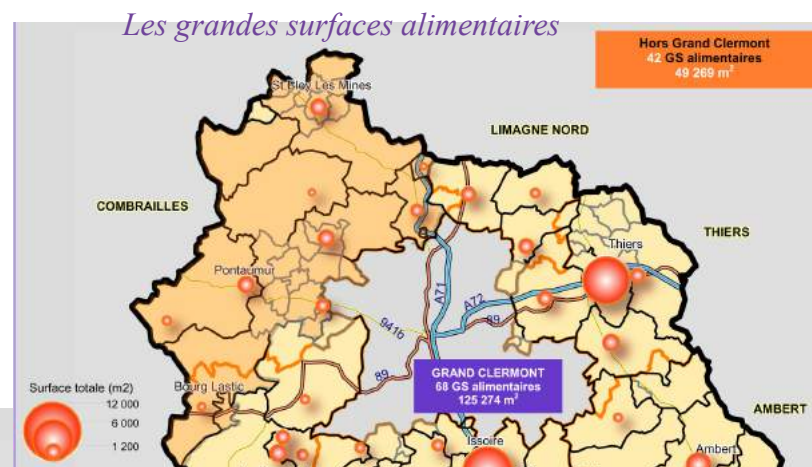 Les grandes surfaces alimentaires
Hors Grand Clermont
42 GS alimentaires
49 269 m²
St Eloy Les Mines
LIMAGNE NORD
COMBRAILLES
THIERS
Thiers
Pontaumur
A71
A72
89
941b
89
GRAND CLERMONT
68 GS alimentaires
125 274 m²
Surface totale (m2)
12 000
6 000
1 200
Bourg Lastic
AMBERT
Issoire
Ambert